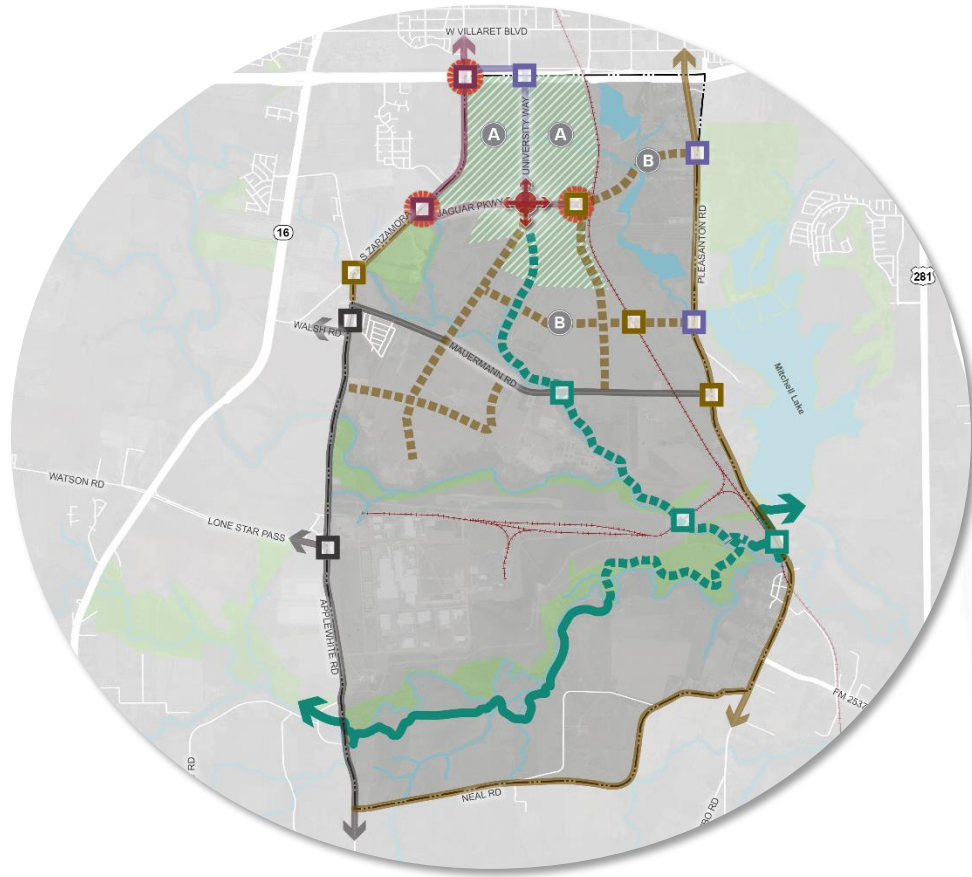 W VILLARET BLVD
A
UNIVERSITY WAY
A
B
JAGUAR PKWY
S ZARZAMORA
16
PLEASANTON RD
281
WALSH RD
B
MAUERMANN RD
Mitchell Lake
WATSON RD
LONE STAR PASS
APPLEWHITE RD
FM 2537
RD
NEAL RD
BO RD